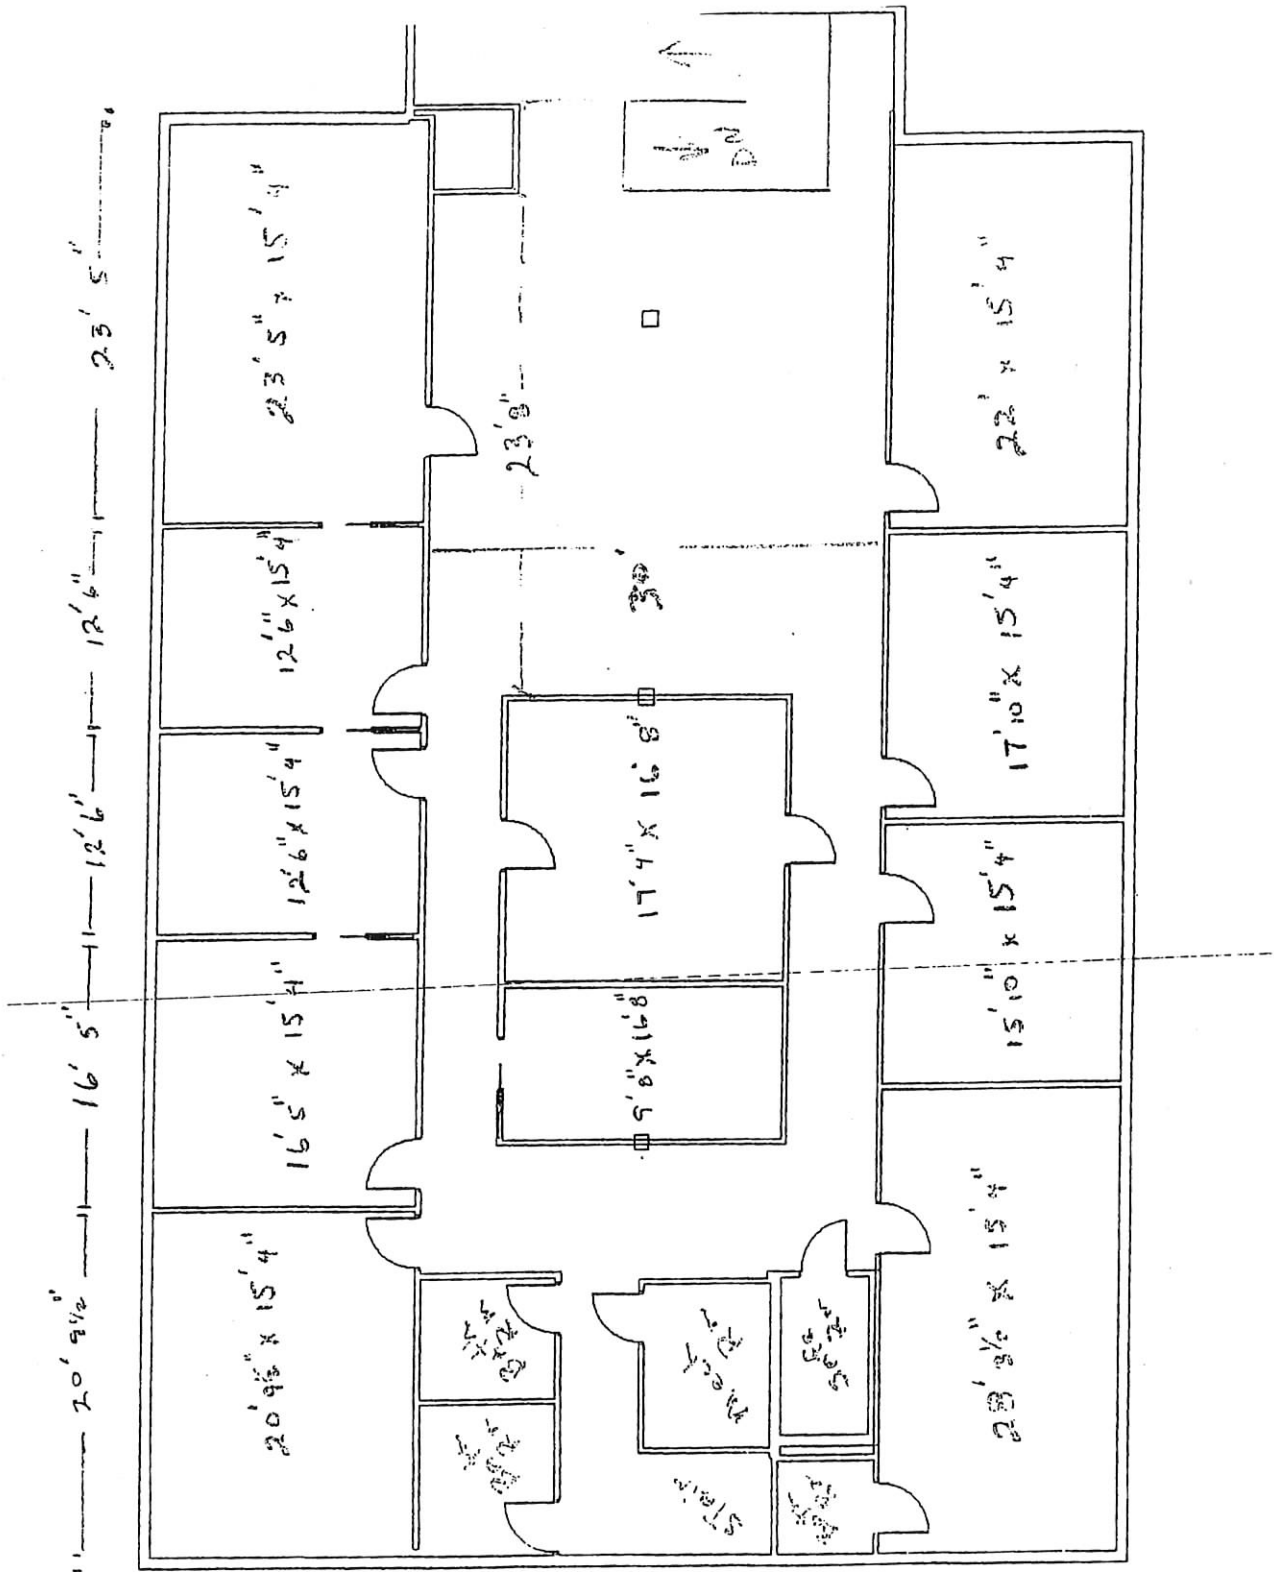 20' 9½" 16' 5" 12' 6" 12' 6" 23' 5"
23' 5" x 15' 4"
12' 6" x 15' 4"
12' 6" x 15' 4"
16' 5" x 15' 4"
20' 9½" x 15' 4"
DN
23' 8"
30'
17' 4" x 16' 8"
9' 8" x 16' 8"
Mect Rm
Stair
22' x 15' 4"
17' 10" x 15' 4"
15' 10" x 15' 4"
23' 3½" x 15' 4"